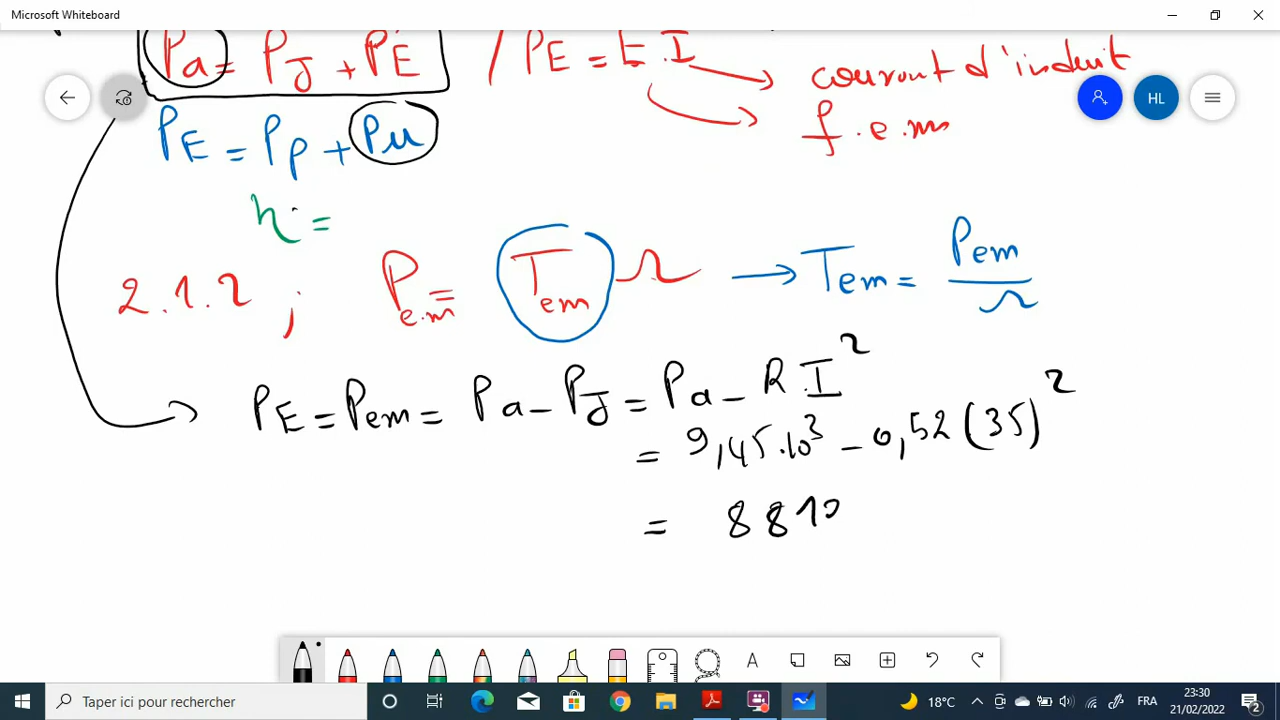 Microsoft Whiteboard
Pa = PJ + PE / PE = E.I
courant d'induit
HL
f.e.m
PE = Pp + Pu
η =
2.1.2 ; Pe.m = Tem Ω → Tem = Pem / Ω
PE = Pem = Pa - PJ = Pa - R.I²
= 9,45.10³ - 0,52 (35)²
= 8810
A
Taper ici pour rechercher
18°C
FRA
23:30
21/02/2022
2